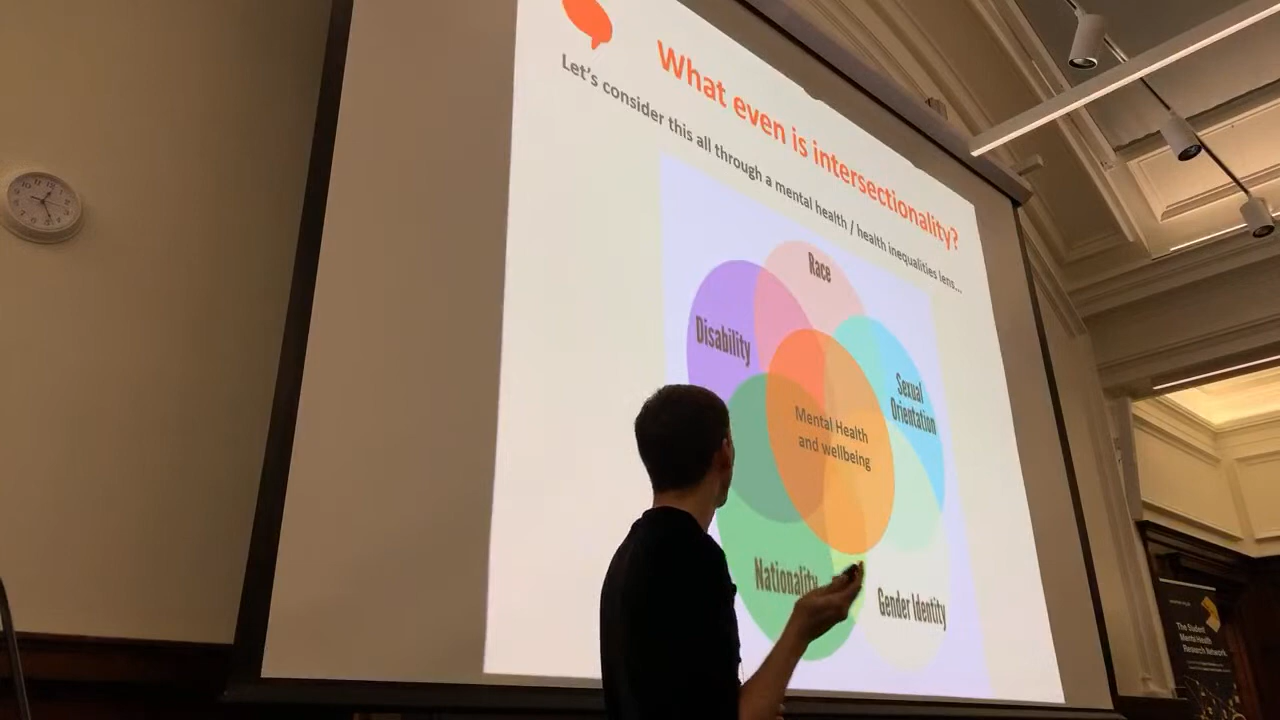 What even is intersectionality?
Let's consider this all through a mental health / health inequalities lens...
Race
Disability
Sexual
Orientation
Mental Health
and wellbeing
Nationality
Gender Identity
The Student
Mental Health
Research Network